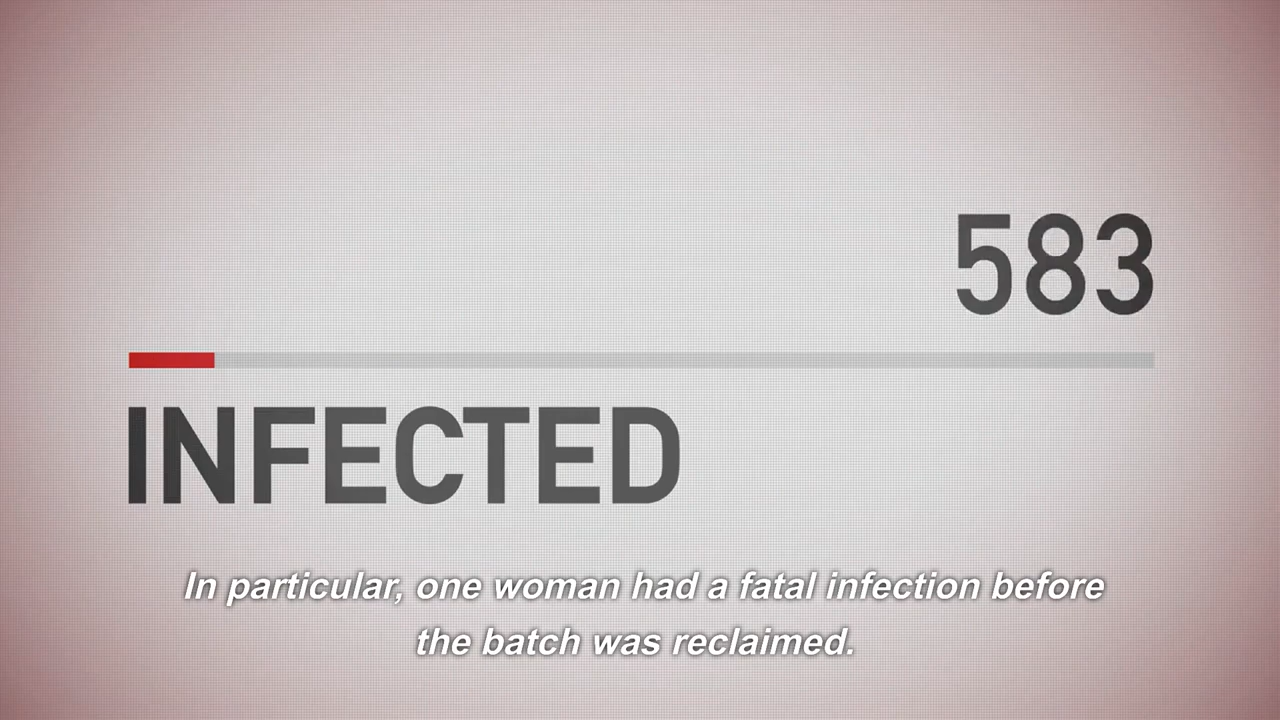 583
INFECTED
In particular, one woman had a fatal infection before
the batch was reclaimed.